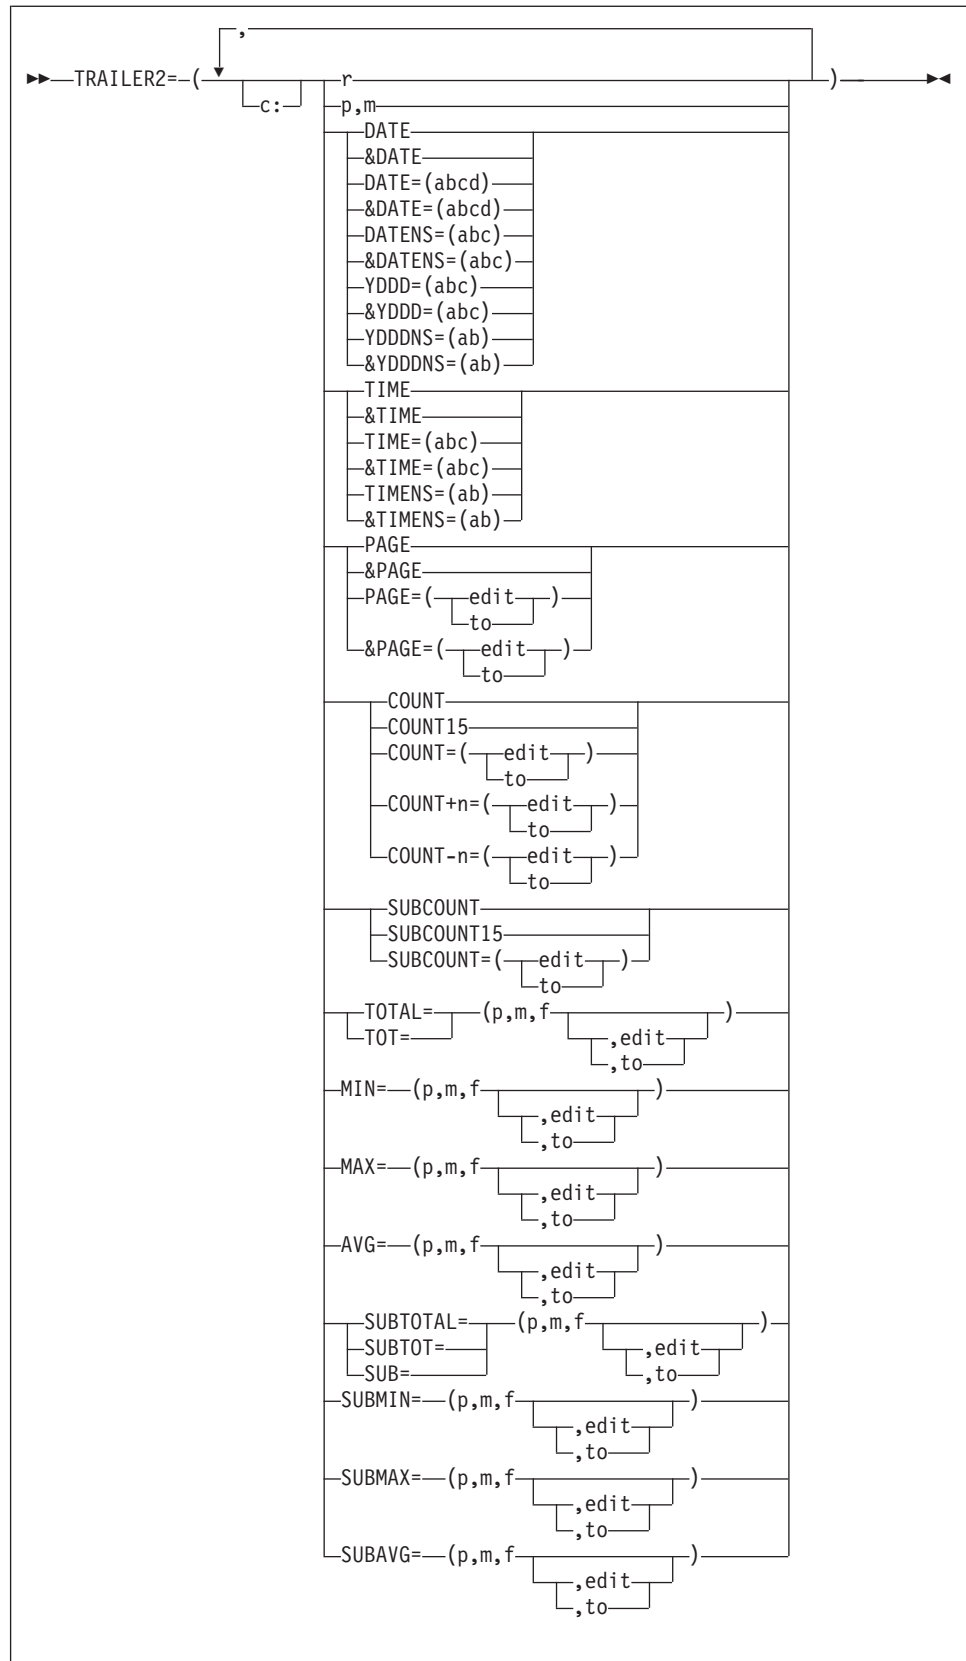 ,
TRAILER2= ( r )
c:
p,m
DATE
&DATE
DATE=(abcd)
&DATE=(abcd)
DATENS=(abc)
&DATENS=(abc)
YDDD=(abc)
&YDDD=(abc)
YDDDNS=(ab)
&YDDDNS=(ab)
TIME
&TIME
TIME=(abc)
&TIME=(abc)
TIMENS=(ab)
&TIMENS=(ab)
PAGE
&PAGE
PAGE=( edit )
to
&PAGE=( edit )
to
COUNT
COUNT15
COUNT=( edit )
to
COUNT+n=( edit )
to
COUNT-n=( edit )
to
SUBCOUNT
SUBCOUNT15
SUBCOUNT=( edit )
to
TOTAL= (p,m,f )
TOT= ,edit
,to
MIN= (p,m,f )
,edit
,to
MAX= (p,m,f )
,edit
,to
AVG= (p,m,f )
,edit
,to
SUBTOTAL= (p,m,f )
SUBTOT= ,edit
SUB= ,to
SUBMIN= (p,m,f )
,edit
,to
SUBMAX= (p,m,f )
,edit
,to
SUBAVG= (p,m,f )
,edit
,to